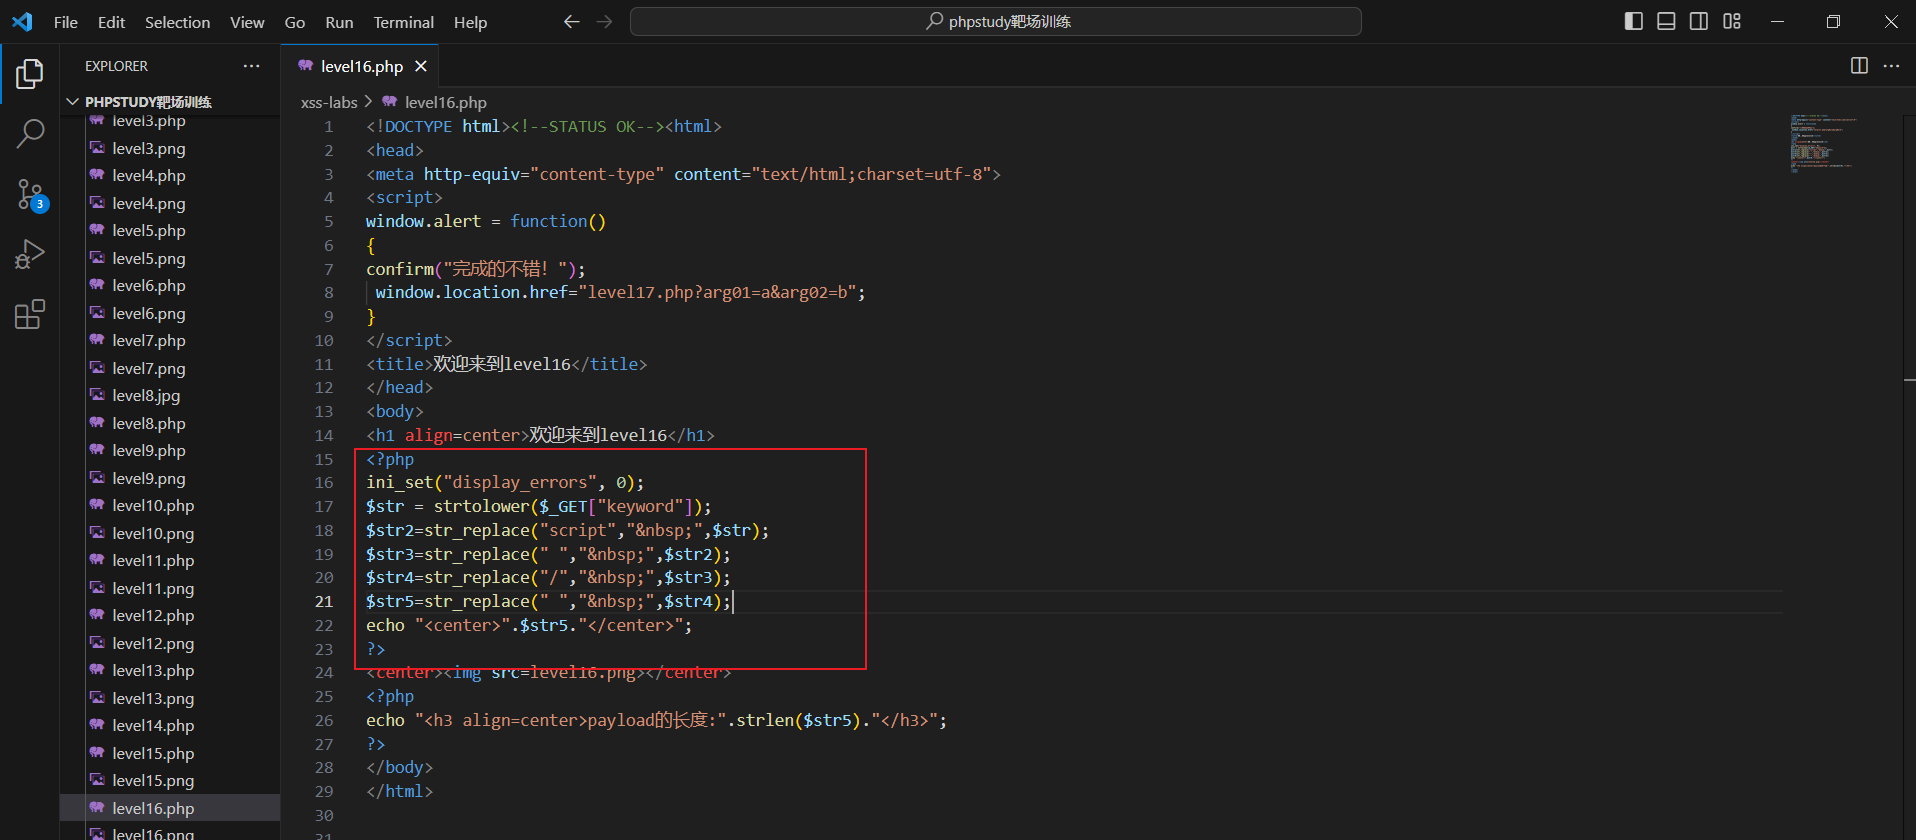 File Edit Selection View Go Run Terminal Help
phpstudy靶场训练
EXPLORER
level16.php
PHPSTUDY靶场训练
level3.php
level3.png
level4.php
level4.png
level5.php
level5.png
level6.php
level6.png
level7.php
level7.png
level8.jpg
level8.php
level9.php
level9.png
level10.php
level10.png
level11.php
level11.png
level12.php
level12.png
level13.php
level13.png
level14.php
level15.php
level15.png
level16.php
level16.png
3
xss-labs > level16.php
1 <!DOCTYPE html><!--STATUS OK--><html>
2 <head>
3 <meta http-equiv="content-type" content="text/html;charset=utf-8">
4 <script>
5 window.alert = function()
6 {
7 confirm("完成的不错！");
8  window.location.href="level17.php?arg01=a&arg02=b";
9 }
10 </script>
11 <title>欢迎来到level16</title>
12 </head>
13 <body>
14 <h1 align=center>欢迎来到level16</h1>
15 <?php
16 ini_set("display_errors", 0);
17 $str = strtolower($_GET["keyword"]);
18 $str2=str_replace("script","&nbsp;",$str);
19 $str3=str_replace(" ","&nbsp;",$str2);
20 $str4=str_replace("/","&nbsp;",$str3);
21 $str5=str_replace(" ","&nbsp;",$str4);
22 echo "<center>".$str5."</center>";
23 ?>
24 <center><img src=level16.png></center>
25 <?php
26 echo "<h3 align=center>payload的长度:".strlen($str5)."</h3>";
27 ?>
28 </body>
29 </html>
30
31